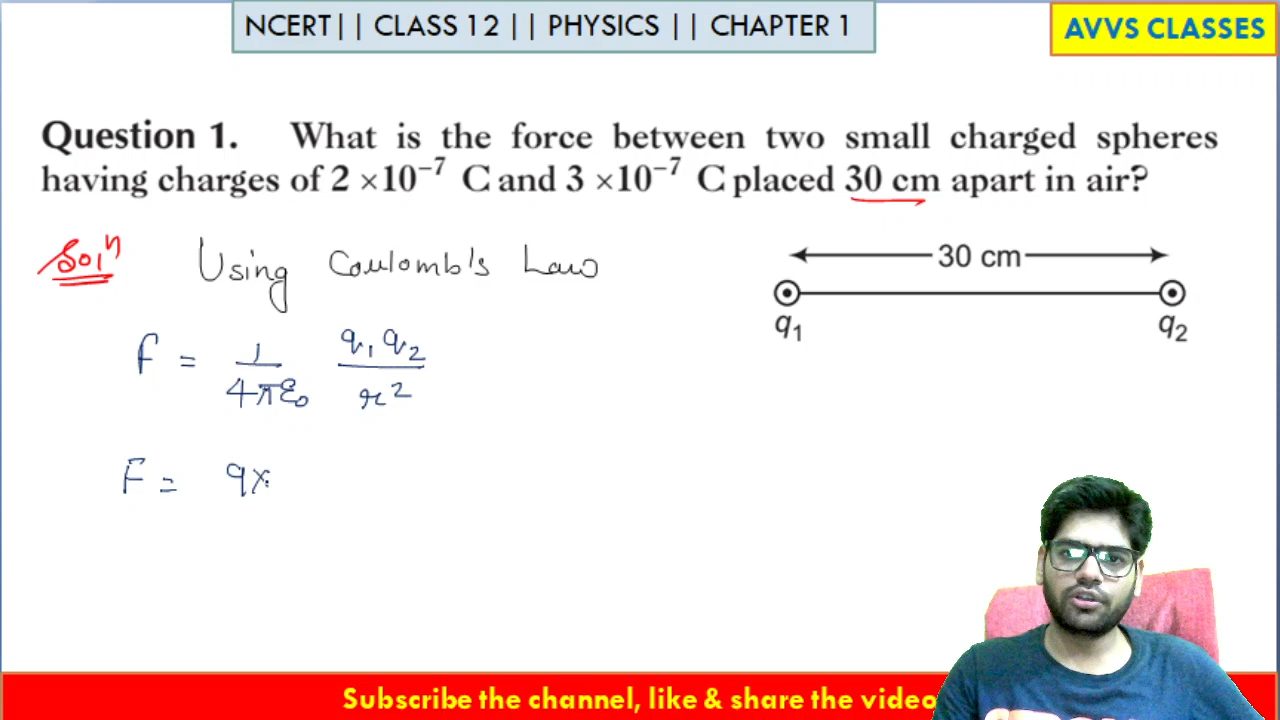 NCERT|| CLASS 12 || PHYSICS || CHAPTER 1
AVVS CLASSES
Question 1. What is the force between two small charged spheres
having charges of 2 ×10⁻⁷ C and 3 ×10⁻⁷ C placed 30 cm apart in air?
Solⁿ Using Coulomb's Law
30 cm
q₁ q₂
F = 1/4πε₀ q₁q₂/r²
F = 9×
Subscribe the channel, like & share the video